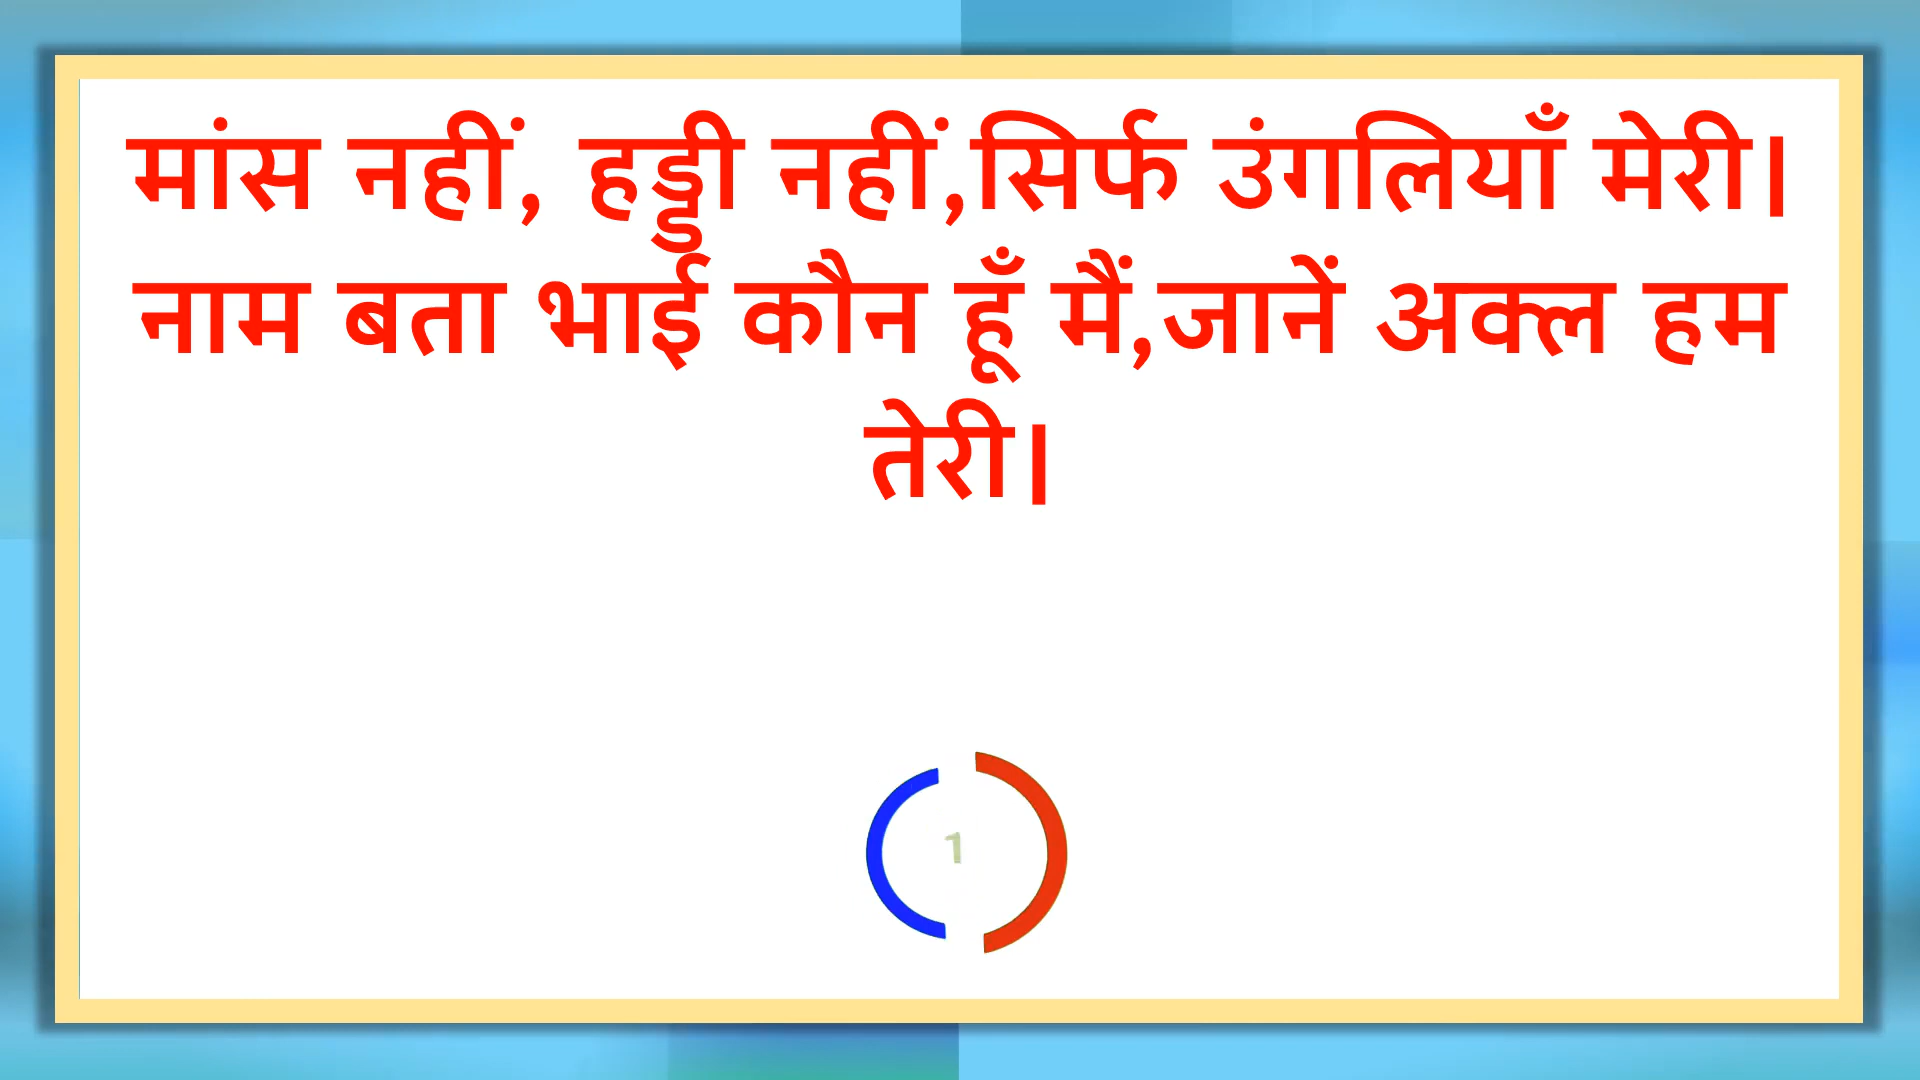 मांस नहीं, हड्डी नहीं,सिर्फ उंगलियाँ मेरी।
नाम बता भाई कौन हूँ मैं,जानें अक्ल हम
तेरी।
1